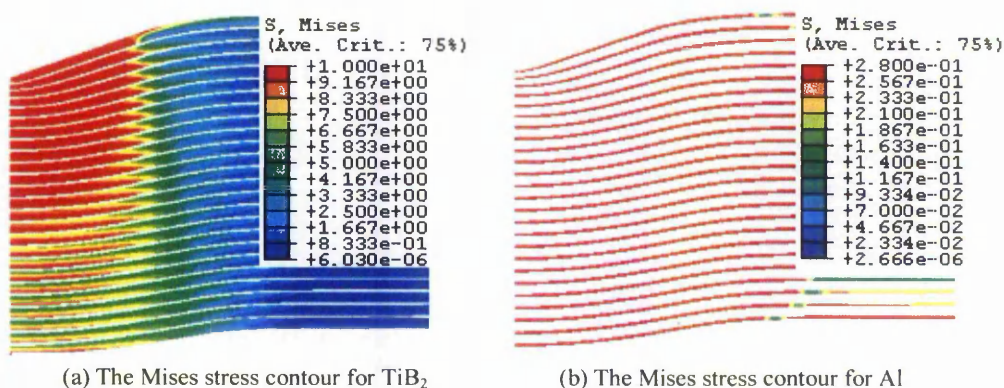 S, Mises
(Ave. Crit.: 75%)
+1.000e+01
+9.167e+00
+8.333e+00
+7.500e+00
+6.667e+00
+5.833e+00
+5.000e+00
+4.167e+00
+3.333e+00
+2.500e+00
+1.667e+00
+8.333e-01
+6.030e-06
(a) The Mises stress contour for TiB₂
S, Mises
(Ave. Crit.: 75%)
+2.800e-01
+2.567e-01
+2.333e-01
+2.100e-01
+1.867e-01
+1.633e-01
+1.400e-01
+1.167e-01
+9.334e-02
+7.000e-02
+4.667e-02
+2.334e-02
+2.666e-06
(b) The Mises stress contour for Al